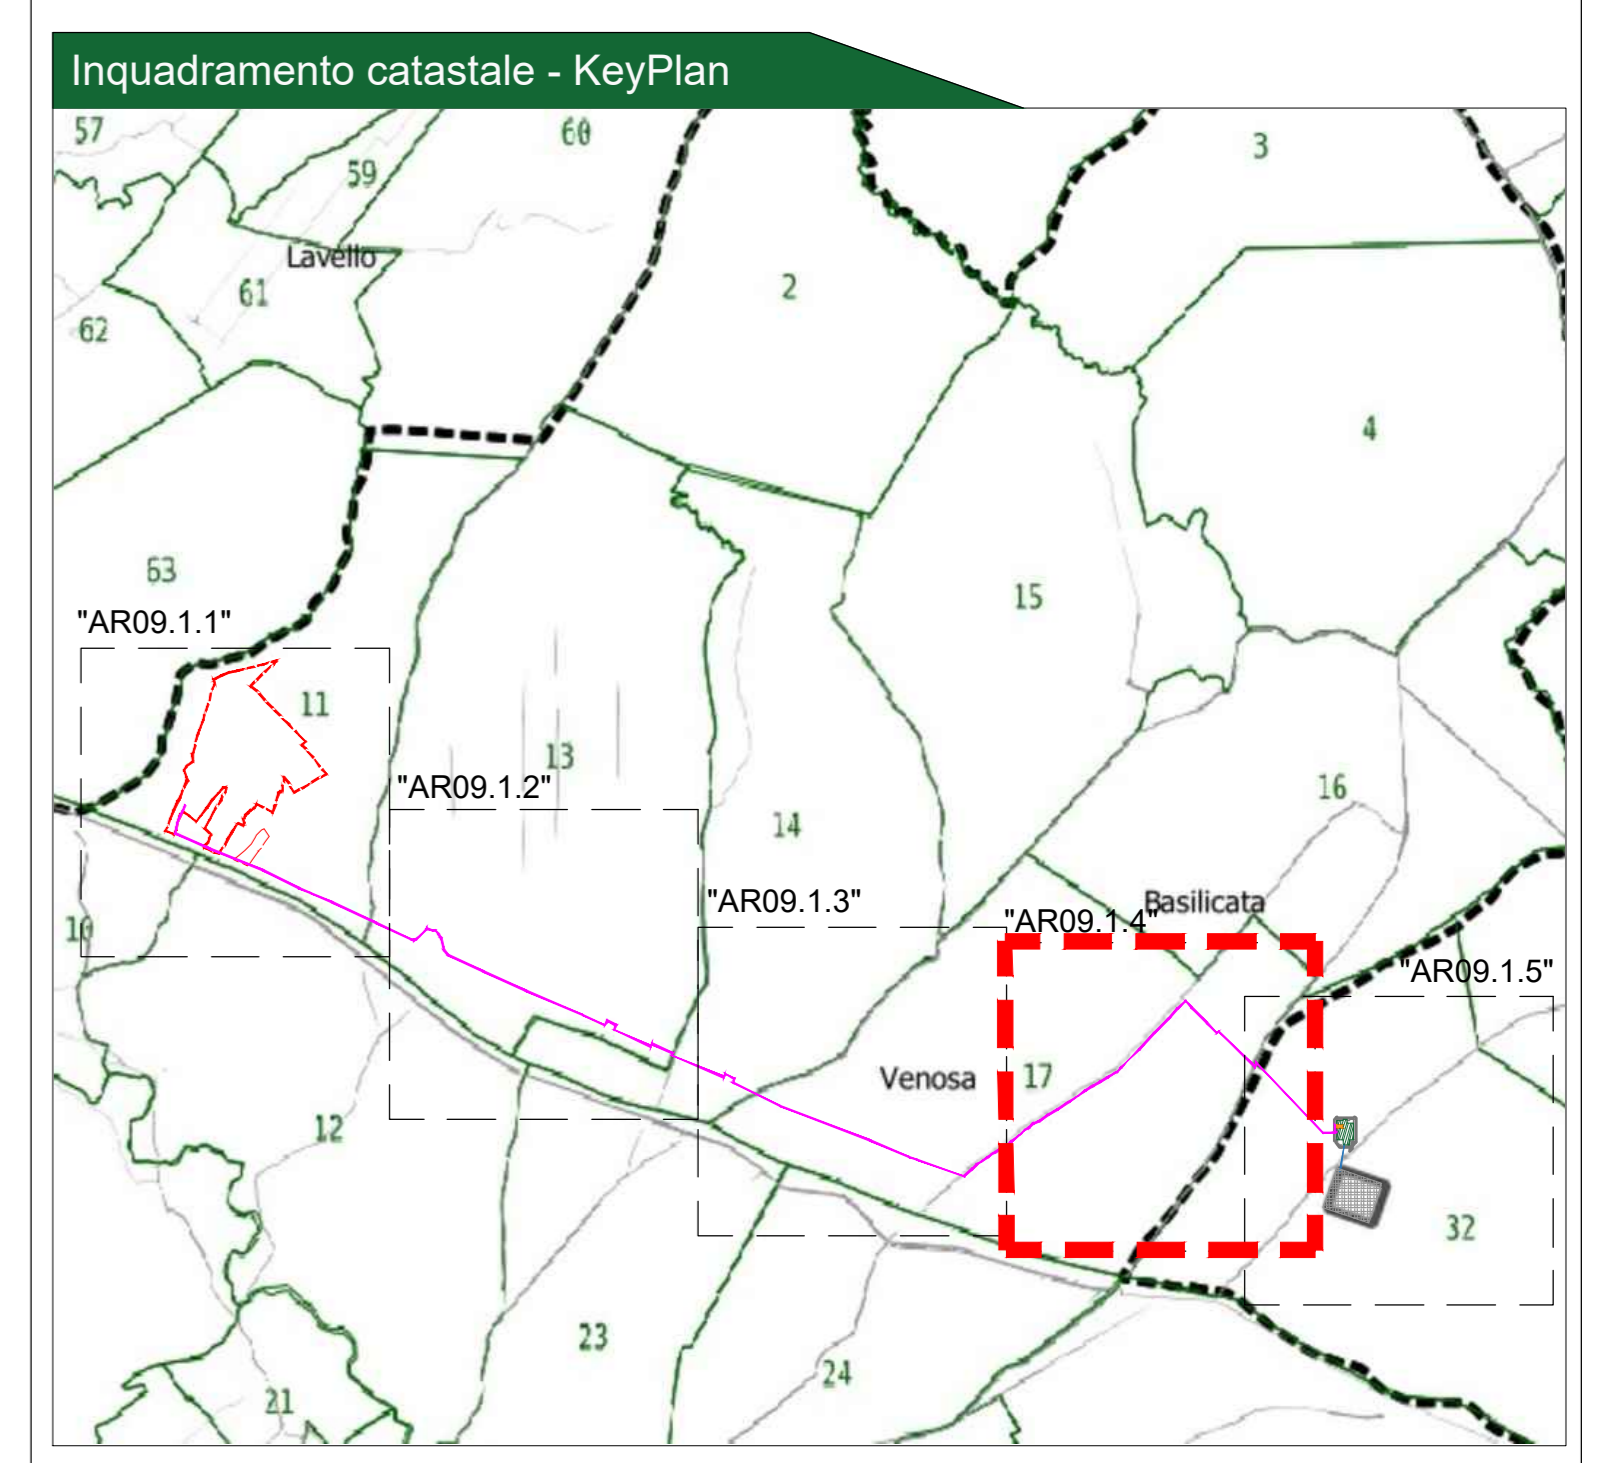 Inquadramento catastale - KeyPlan
57
59
60
3
Lavello
61
2
62
4
63
15
"AR09.1.1"
11
13
"AR09.1.2"
16
14
"AR09.1.3"
Basilicata
"AR09.1.4"
10
"AR09.1.5"
Venosa
17
12
32
23
24
21